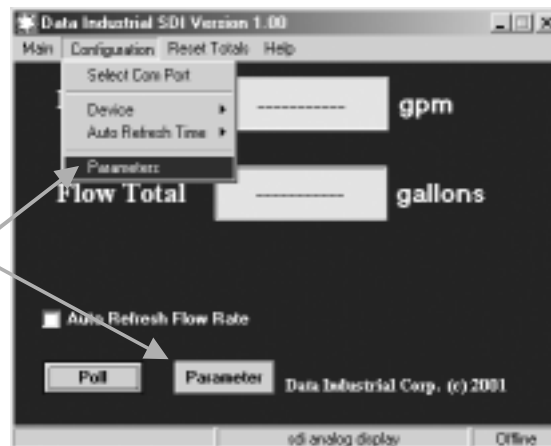 Data Industrial SDI Version 1.00
Main Configuration Reset Totals Help
Select Com Port
Device
Auto Refresh Time
Parameters
----------- gpm
Flow Total ----------- gallons
Auto Refresh Flow Rate
Poll Parameter Data Industrial Corp. (c) 2001
sdi analog display Offline